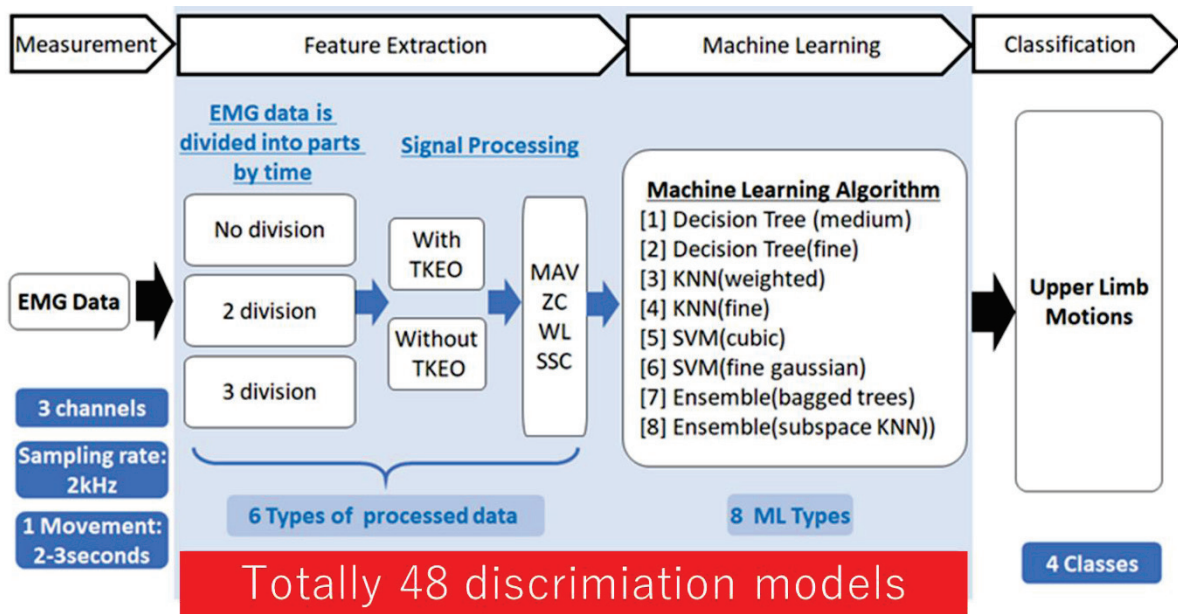 Measurement
Feature Extraction
Machine Learning
Classification
EMG data is
divided into parts
by time
Signal Processing
No division
2 division
3 division
With
TKEO
Without
TKEO
MAV
ZC
WL
SSC
Machine Learning Algorithm
[1] Decision Tree (medium)
[2] Decision Tree(fine)
[3] KNN(weighted)
[4] KNN(fine)
[5] SVM(cubic)
[6] SVM(fine gaussian)
[7] Ensemble(bagged trees)
[8] Ensemble(subspace KNN))
Upper Limb
Motions
EMG Data
3 channels
Sampling rate:
2kHz
1 Movement:
2-3seconds
6 Types of processed data
8 ML Types
4 Classes
Totally 48 discrimiation models